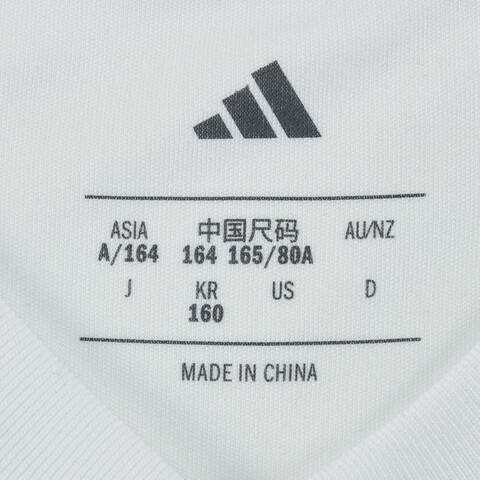 ASIA 中国尺码 AU/NZ
A/164 164 165/80A
J KR US D
160
MADE IN CHINA